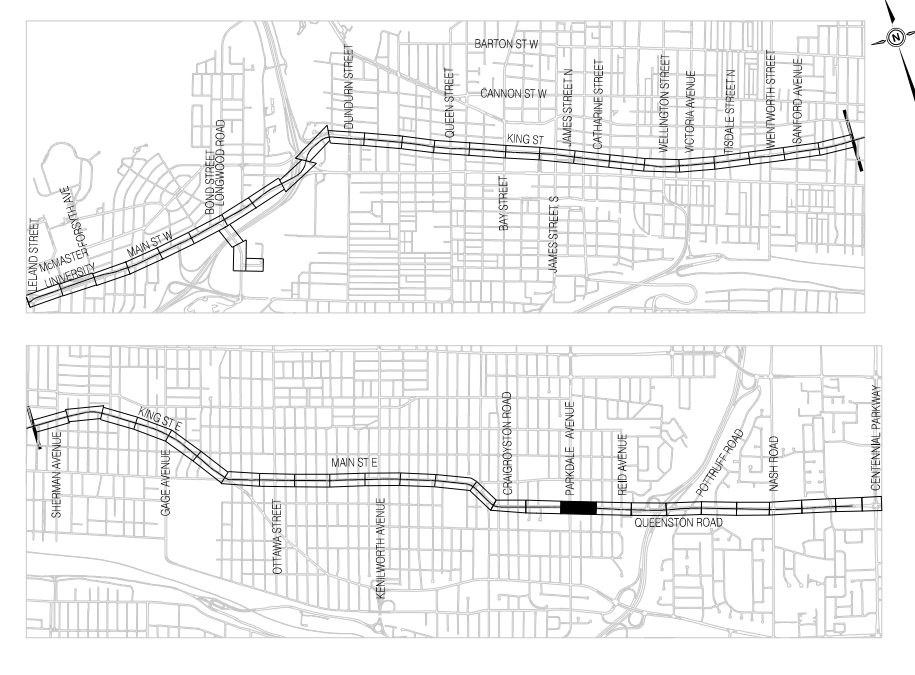 N
BARTON ST W
DUNDURN STREET
QUEEN STREET
CANNON ST W
JAMES STREET N
CATHARINE STREET
WELLINGTON STREET
VICTORIA AVENUE
TISDALE STREET N
WENTWORTH STREET
SANFORD AVENUE
KING ST
BOND STREET
LONGWOOD ROAD
BAY STREET
JAMES STREET S
LELAND STREET
FORSYTH AVE
McMASTER
UNIVERSITY
MAIN ST W
KING ST E
SHERMAN AVENUE
GAGE AVENUE
MAIN ST E
OTTAWA STREET
KENILWORTH AVENUE
CRAIGROYSTON ROAD
PARKDALE AVENUE
REID AVENUE
POTTRUFF ROAD
NASH ROAD
CENTENNIAL PARKWAY
QUEENSTON ROAD